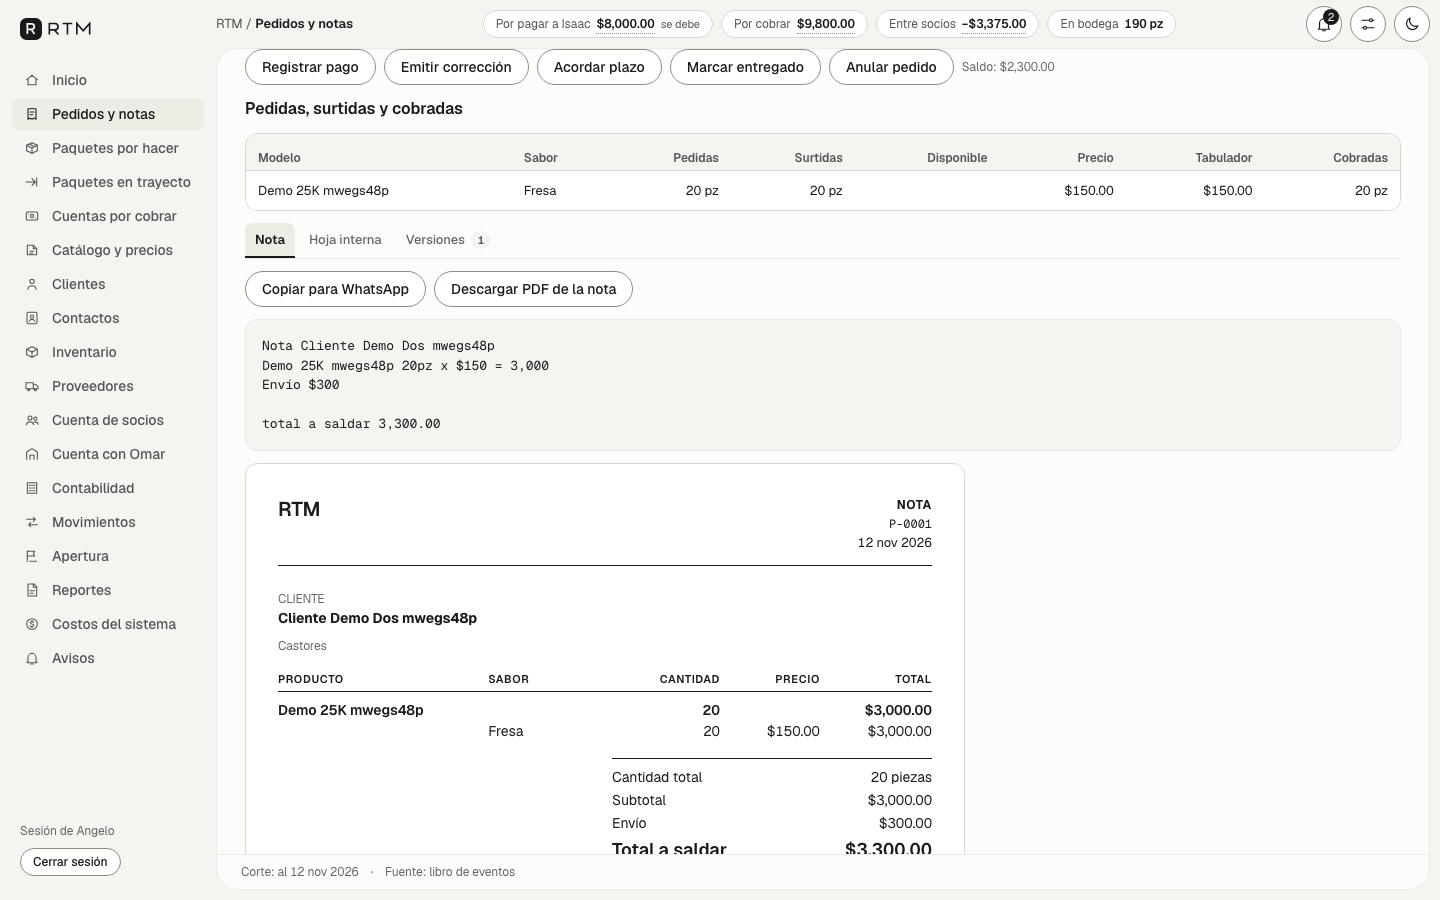 R RTM
RTM / Pedidos y notas
Por pagar a Isaac $8,000.00 se debe
Por cobrar $9,800.00
Entre socios −$3,375.00
En bodega 190 pz
2
Inicio
Pedidos y notas
Paquetes por hacer
Paquetes en trayecto
Cuentas por cobrar
Catálogo y precios
Clientes
Contactos
Inventario
Proveedores
Cuenta de socios
Cuenta con Omar
Contabilidad
Movimientos
Apertura
Reportes
Costos del sistema
Avisos
Sesión de Angelo
Cerrar sesión
Registrar pago Emitir corrección Acordar plazo Marcar entregado Anular pedido Saldo: $2,300.00
Pedidas, surtidas y cobradas
Modelo Sabor Pedidas Surtidas Disponible Precio Tabulador Cobradas
Demo 25K mwegs48p Fresa 20 pz 20 pz $150.00 $150.00 20 pz
Nota Hoja interna Versiones 1
Copiar para WhatsApp Descargar PDF de la nota
Nota Cliente Demo Dos mwegs48p
Demo 25K mwegs48p 20pz x $150 = 3,000
Envío $300
total a saldar 3,300.00
RTM
NOTA
P-0001
12 nov 2026
CLIENTE
Cliente Demo Dos mwegs48p
Castores
PRODUCTO SABOR CANTIDAD PRECIO TOTAL
Demo 25K mwegs48p 20 $3,000.00
Fresa 20 $150.00 $3,000.00
Cantidad total 20 piezas
Subtotal $3,000.00
Envío $300.00
Total a saldar $3,300.00
Corte: al 12 nov 2026 · Fuente: libro de eventos